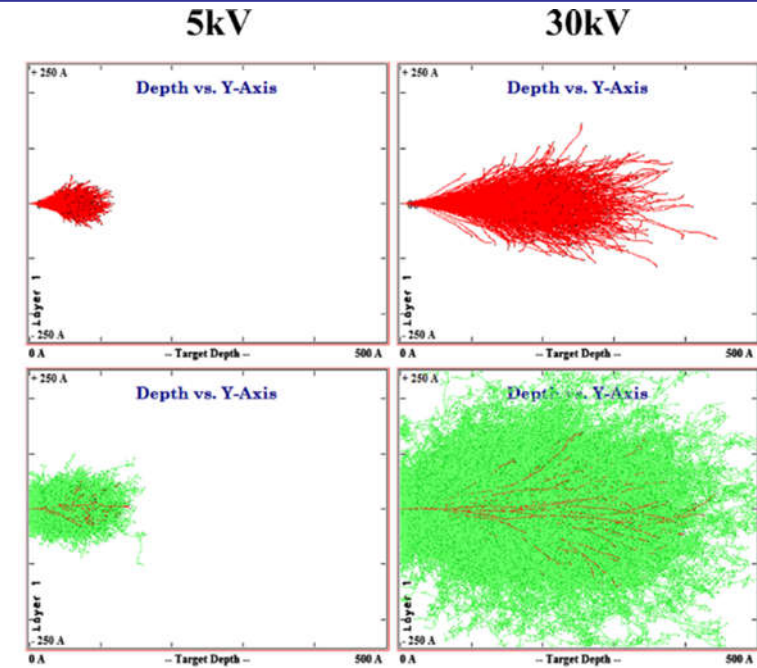 5kV 30kV
+ 250 A
Depth vs. Y-Axis
Layer 1
- 250 A
0 A -- Target Depth -- 500 A
+ 250 A
Depth vs. Y-Axis
Layer 1
- 250 A
0 A -- Target Depth -- 500 A
+ 250 A
Depth vs. Y-Axis
Layer 1
- 250 A
0 A -- Target Depth -- 500 A
+ 250 A
Depth vs. Y-Axis
Layer 1
- 250 A
0 A -- Target Depth -- 500 A